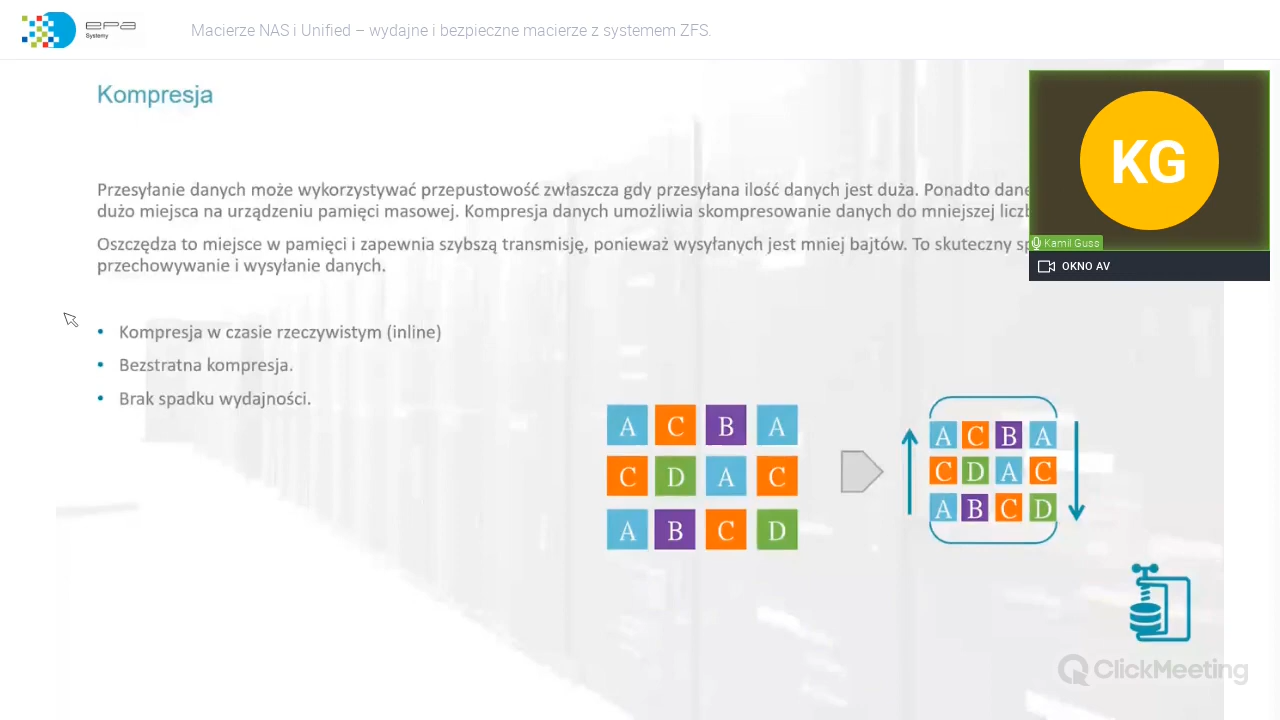 epa
Systemy
Macierze NAS i Unified – wydajne i bezpieczne macierze z systemem ZFS.
Kompresja
Przesyłanie danych może wykorzystywać przepustowość zwłaszcza gdy przesyłana ilość danych jest duża. Ponadto dane
dużo miejsca na urządzeniu pamięci masowej. Kompresja danych umożliwia skompresowanie danych do mniejszej
Oszczędza to miejsce w pamięci i zapewnia szybszą transmisję, ponieważ wysyłanych jest mniej bajtów. To skuteczny
przechowywanie i wysyłanie danych.
KG
Kamil Guss
OKNO AV
• Kompresja w czasie rzeczywistym (inline)
• Bezstratna kompresja.
• Brak spadku wydajności.
A C B A
C D A C
A B C D
A C B A
C D A C
A B C D
ClickMeeting